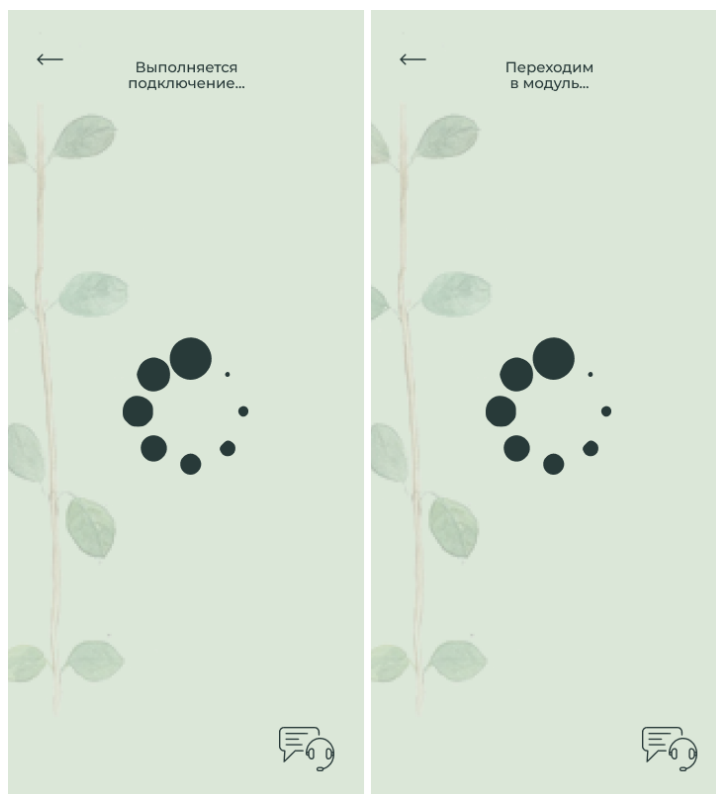 Выполняется
подключение...
Переходим
в модуль...